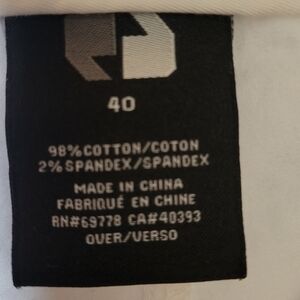 40
98% COTTON/COTON
2% SPANDEX/SPANDEX
MADE IN CHINA
FABRIQUÉ EN CHINE
RN#69778 CA#40393
OVER/VERSO